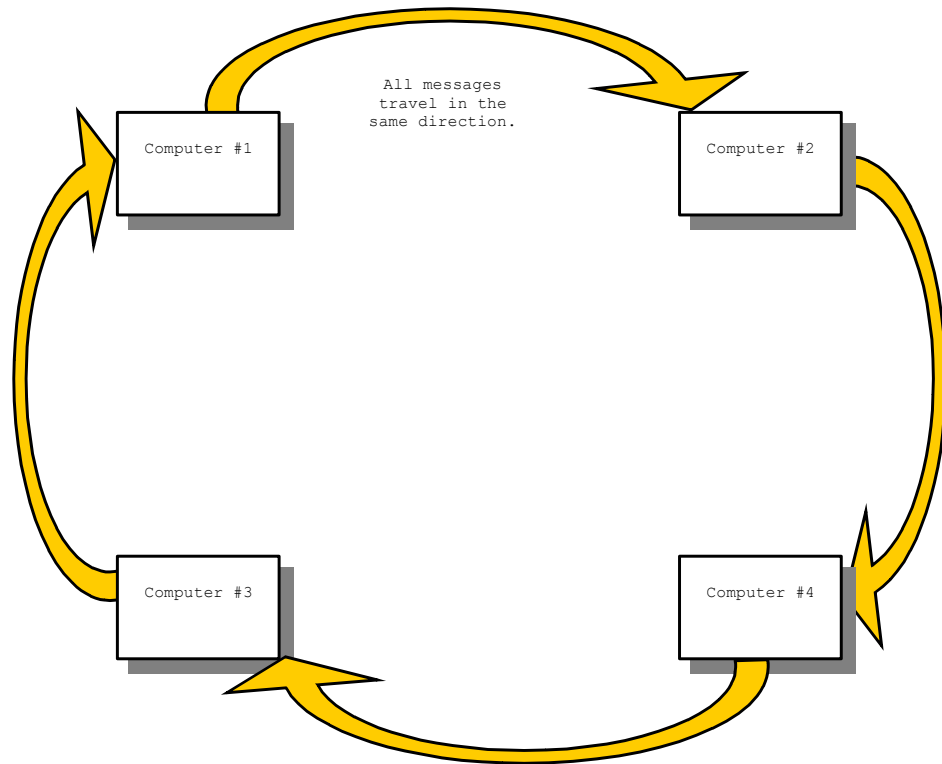 All messages
travel in the
same direction.
Computer #1
Computer #2
Computer #3
Computer #4